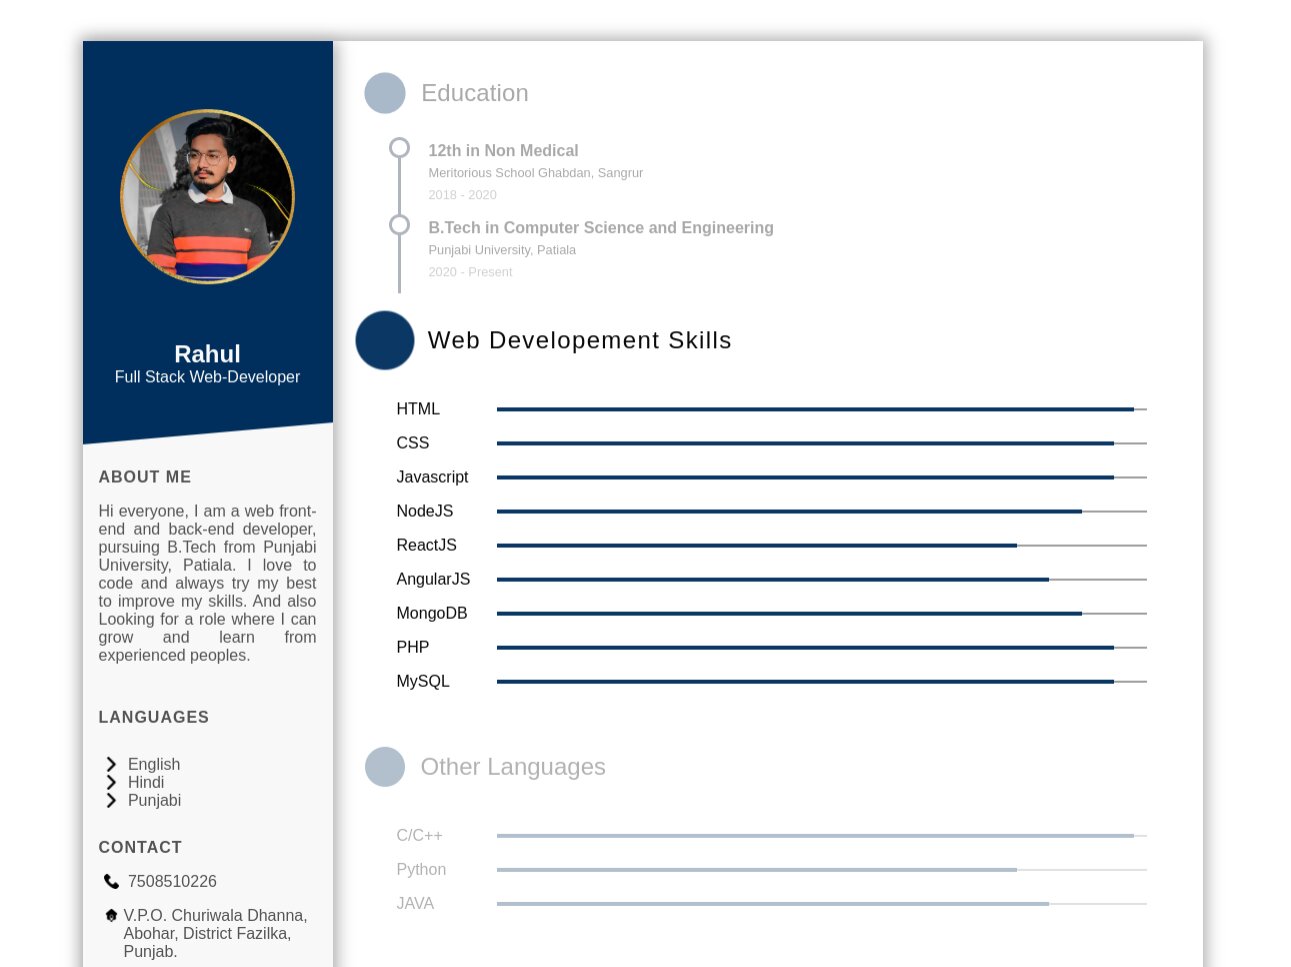 Rahul
Full Stack Web-Developer
ABOUT ME
Hi everyone, I am a web front-
end and back-end developer,
pursuing B.Tech from Punjabi
University, Patiala. I love to
code and always try my best
to improve my skills. And also
Looking for a role where I can
grow and learn from
experienced peoples.
LANGUAGES
English
Hindi
Punjabi
CONTACT
7508510226
V.P.O. Churiwala Dhanna,
Abohar, District Fazilka,
Punjab.
Education
12th in Non Medical
Meritorious School Ghabdan, Sangrur
2018 - 2020
B.Tech in Computer Science and Engineering
Punjabi University, Patiala
2020 - Present
Web Developement Skills
HTML
CSS
Javascript
NodeJS
ReactJS
AngularJS
MongoDB
PHP
MySQL
Other Languages
C/C++
Python
JAVA